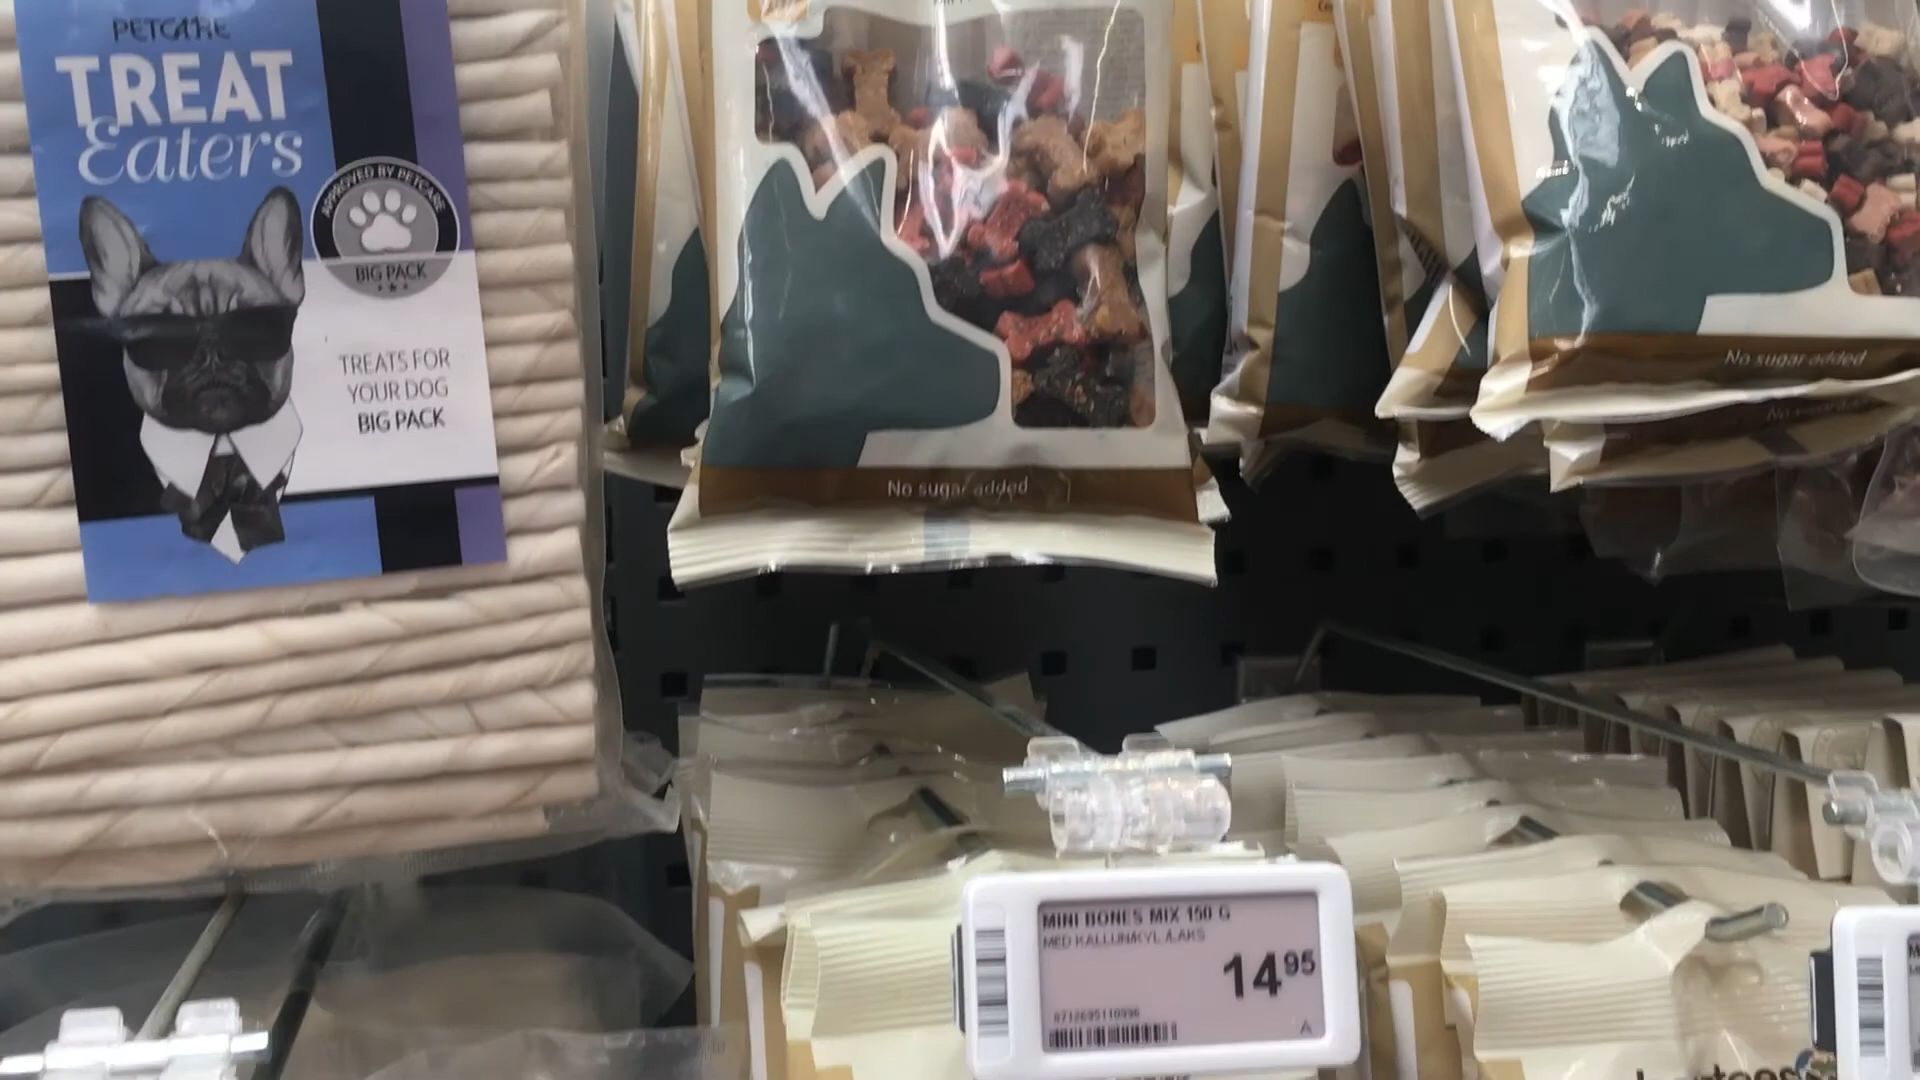 PETCARE
TREAT
Eaters
APPROVED BY PETCARE
BIG PACK
TREATS FOR
YOUR DOG
BIG PACK
No sugar added
No sugar added
MINI BONES MIX 150 G
14 95
A